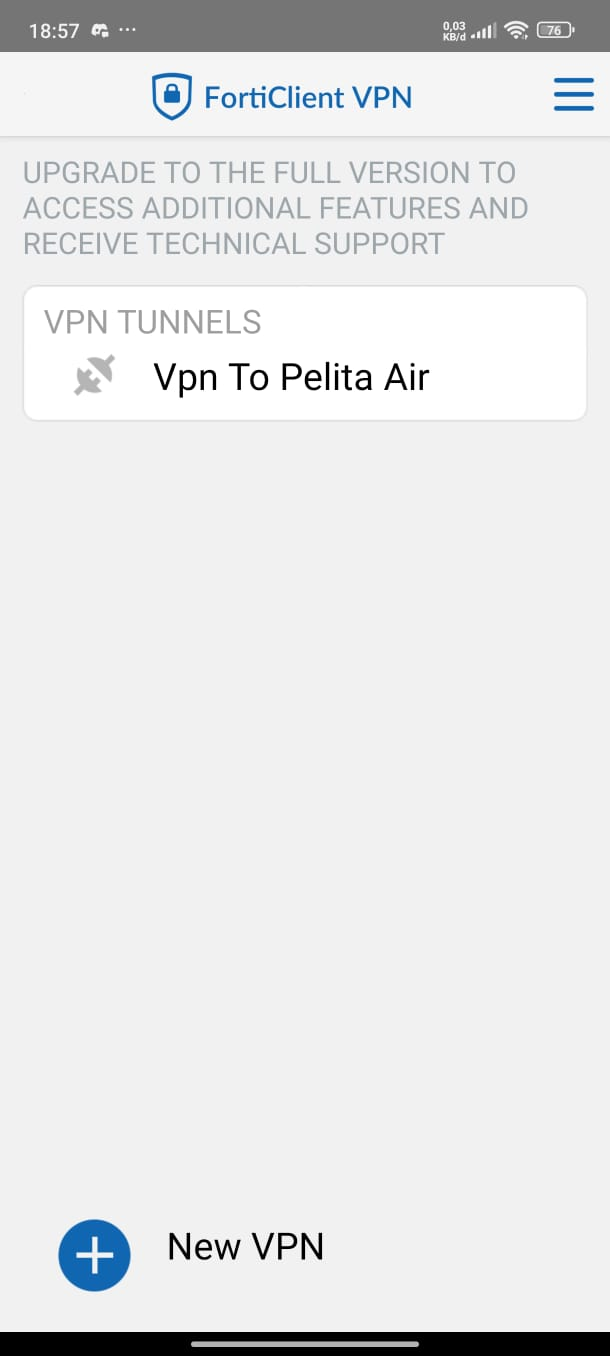 18:57 ...
0,03
KB/d
76
FortiClient VPN
UPGRADE TO THE FULL VERSION TO
ACCESS ADDITIONAL FEATURES AND
RECEIVE TECHNICAL SUPPORT
VPN TUNNELS
Vpn To Pelita Air
New VPN